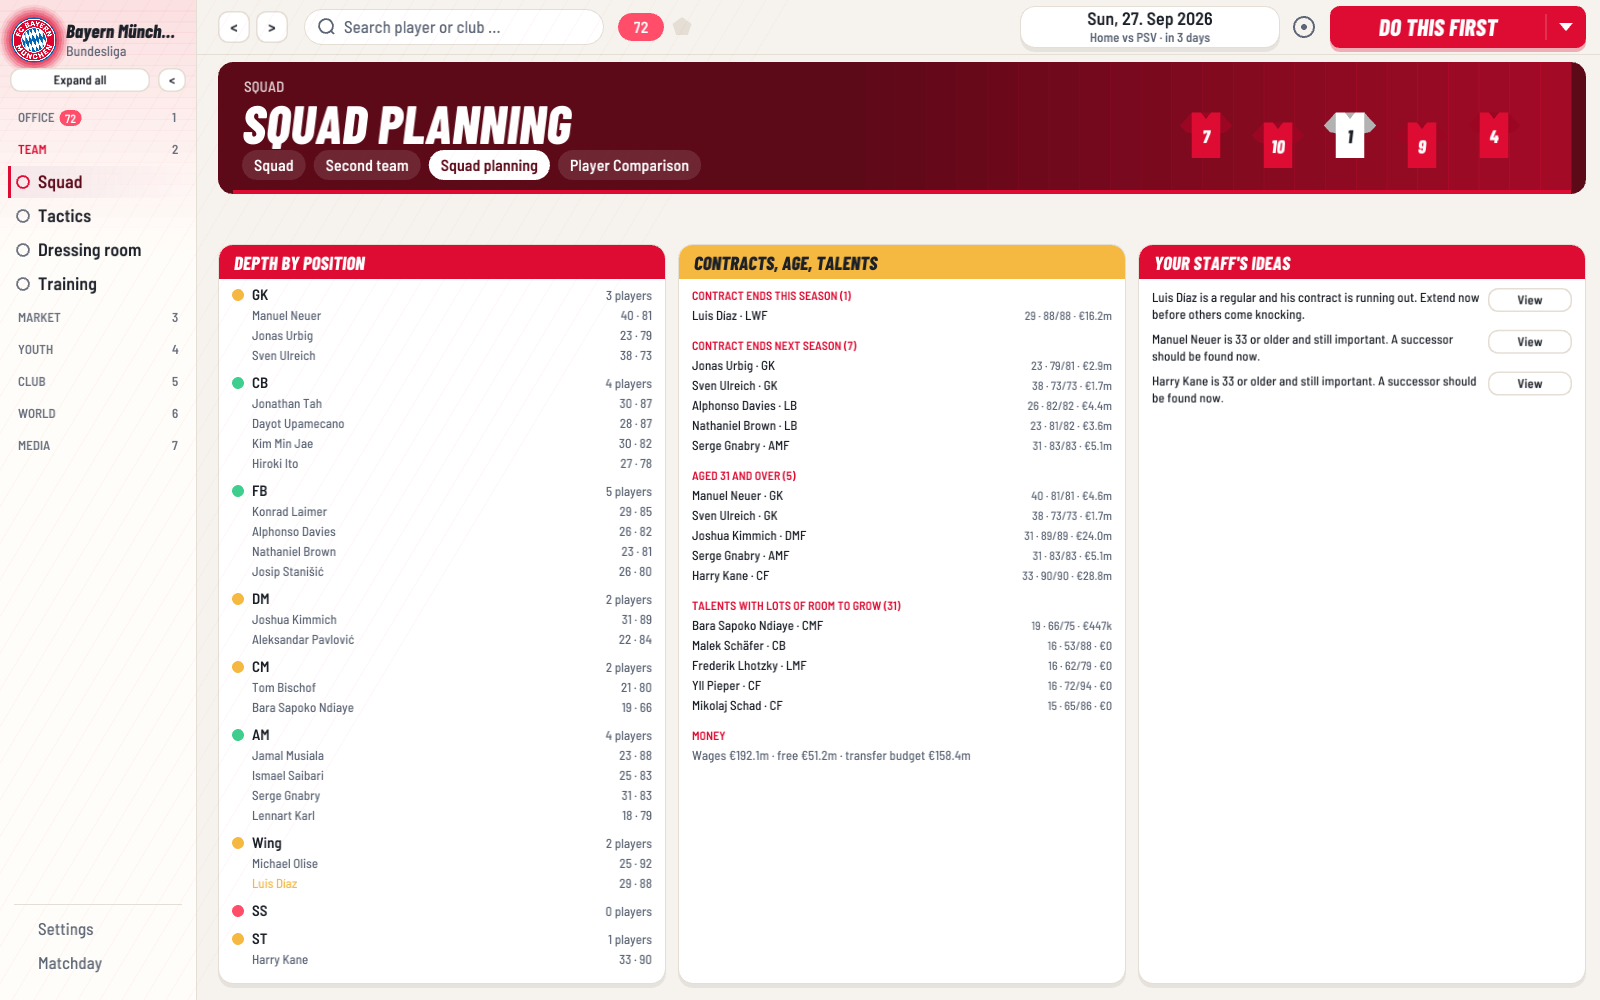 FC BAYERN MÜNCHEN
Bayern Münch...
Bundesliga
Expand all
<
OFFICE 72 1
TEAM 2
Squad
Tactics
Dressing room
Training
MARKET 3
YOUTH 4
CLUB 5
WORLD 6
MEDIA 7
Settings
Matchday
< >
Search player or club ...
72
Sun, 27. Sep 2026
Home vs PSV · in 3 days
DO THIS FIRST
SQUAD
SQUAD PLANNING
Squad Second team Squad planning Player Comparison
7 10 1 9 4
DEPTH BY POSITION
GK 3 players
Manuel Neuer 40 · 81
Jonas Urbig 23 · 79
Sven Ulreich 38 · 73
CB 4 players
Jonathan Tah 30 · 87
Dayot Upamecano 28 · 87
Kim Min Jae 30 · 82
Hiroki Ito 27 · 78
FB 5 players
Konrad Laimer 29 · 85
Alphonso Davies 26 · 82
Nathaniel Brown 23 · 81
Josip Stanišić 26 · 80
DM 2 players
Joshua Kimmich 31 · 89
Aleksandar Pavlović 22 · 84
CM 2 players
Tom Bischof 21 · 80
Bara Sapoko Ndiaye 19 · 66
AM 4 players
Jamal Musiala 23 · 88
Ismael Saibari 25 · 83
Serge Gnabry 31 · 83
Lennart Karl 18 · 79
Wing 2 players
Michael Olise 25 · 92
Luis Díaz 29 · 88
SS 0 players
ST 1 players
Harry Kane 33 · 90
CONTRACTS, AGE, TALENTS
CONTRACT ENDS THIS SEASON (1)
Luis Díaz · LWF 29 · 88/88 · €16.2m
CONTRACT ENDS NEXT SEASON (7)
Jonas Urbig · GK 23 · 79/81 · €2.9m
Sven Ulreich · GK 38 · 73/73 · €1.7m
Alphonso Davies · LB 26 · 82/82 · €4.4m
Nathaniel Brown · LB 23 · 81/82 · €3.6m
Serge Gnabry · AMF 31 · 83/83 · €5.1m
AGED 31 AND OVER (5)
Manuel Neuer · GK 40 · 81/81 · €4.6m
Sven Ulreich · GK 38 · 73/73 · €1.7m
Joshua Kimmich · DMF 31 · 89/89 · €24.0m
Serge Gnabry · AMF 31 · 83/83 · €5.1m
Harry Kane · CF 33 · 90/90 · €28.8m
TALENTS WITH LOTS OF ROOM TO GROW (31)
Bara Sapoko Ndiaye · CMF 19 · 66/75 · €447k
Malek Schäfer · CB 16 · 53/88 · €0
Frederik Lhotzky · LMF 16 · 62/79 · €0
Yll Pieper · CF 16 · 72/94 · €0
Mikolaj Schad · CF 15 · 65/86 · €0
MONEY
Wages €192.1m · free €51.2m · transfer budget €158.4m
YOUR STAFF'S IDEAS
Luis Díaz is a regular and his contract is running out. Extend now
before others come knocking.
View
Manuel Neuer is 33 or older and still important. A successor
should be found now.
View
Harry Kane is 33 or older and still important. A successor should
be found now.
View